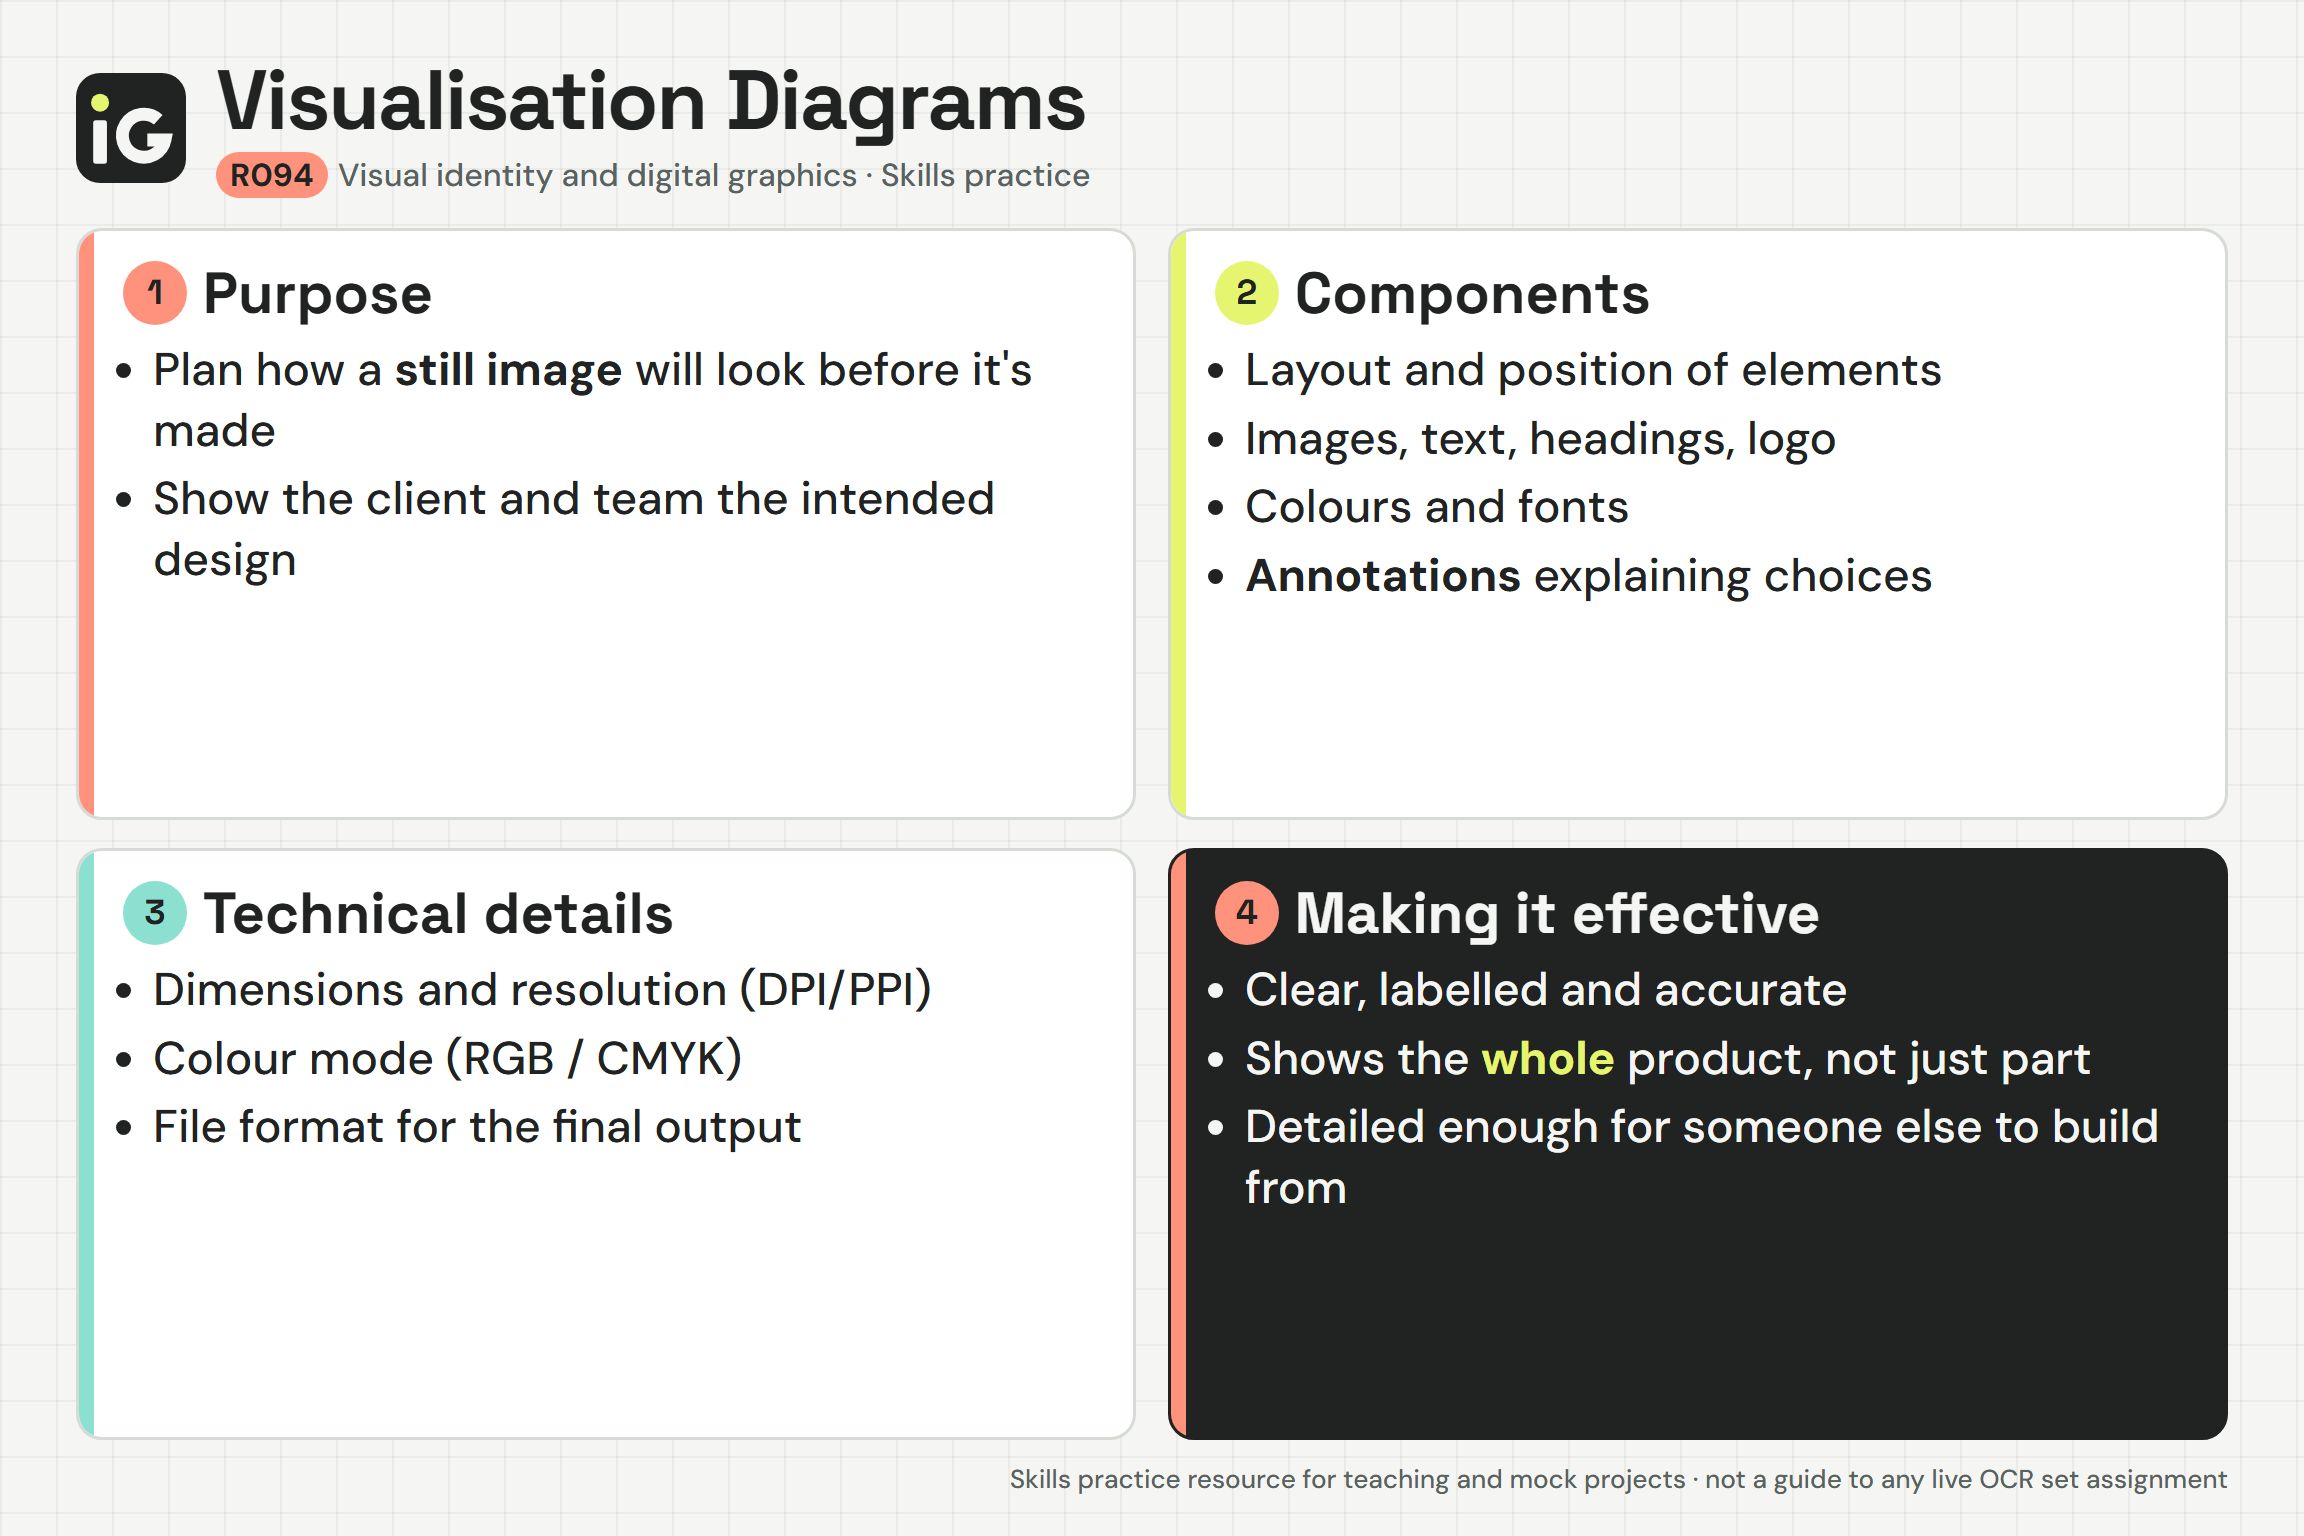 iG
Visualisation Diagrams
R094 Visual identity and digital graphics · Skills practice
1 Purpose
• Plan how a still image will look before it's
made
• Show the client and team the intended
design
2 Components
• Layout and position of elements
• Images, text, headings, logo
• Colours and fonts
• Annotations explaining choices
3 Technical details
• Dimensions and resolution (DPI/PPI)
• Colour mode (RGB / CMYK)
• File format for the final output
4 Making it effective
• Clear, labelled and accurate
• Shows the whole product, not just part
• Detailed enough for someone else to build
from
Skills practice resource for teaching and mock projects · not a guide to any live OCR set assignment